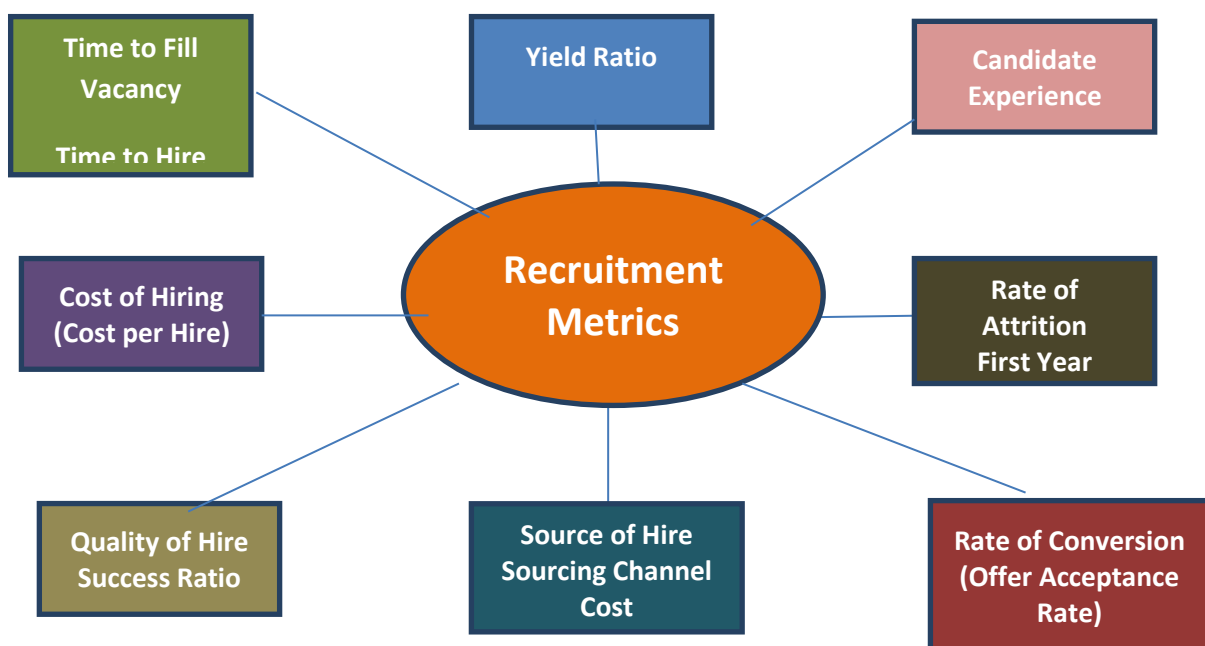 Time to Fill
Vacancy
Time to Hire
Yield Ratio
Candidate
Experience
Recruitment
Metrics
Cost of Hiring
(Cost per Hire)
Rate of
Attrition
First Year
Quality of Hire
Success Ratio
Source of Hire
Sourcing Channel
Cost
Rate of Conversion
(Offer Acceptance
Rate)